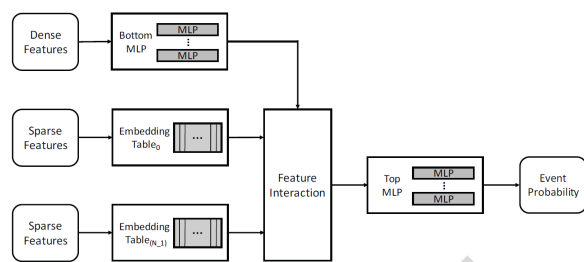 Dense
Features
Bottom
MLP
MLP
⋮
MLP
Sparse
Features
Embedding
Table0
...
Sparse
Features
Embedding
Table(N_1)
...
Feature
Interaction
Top
MLP
MLP
⋮
MLP
Event
Probability